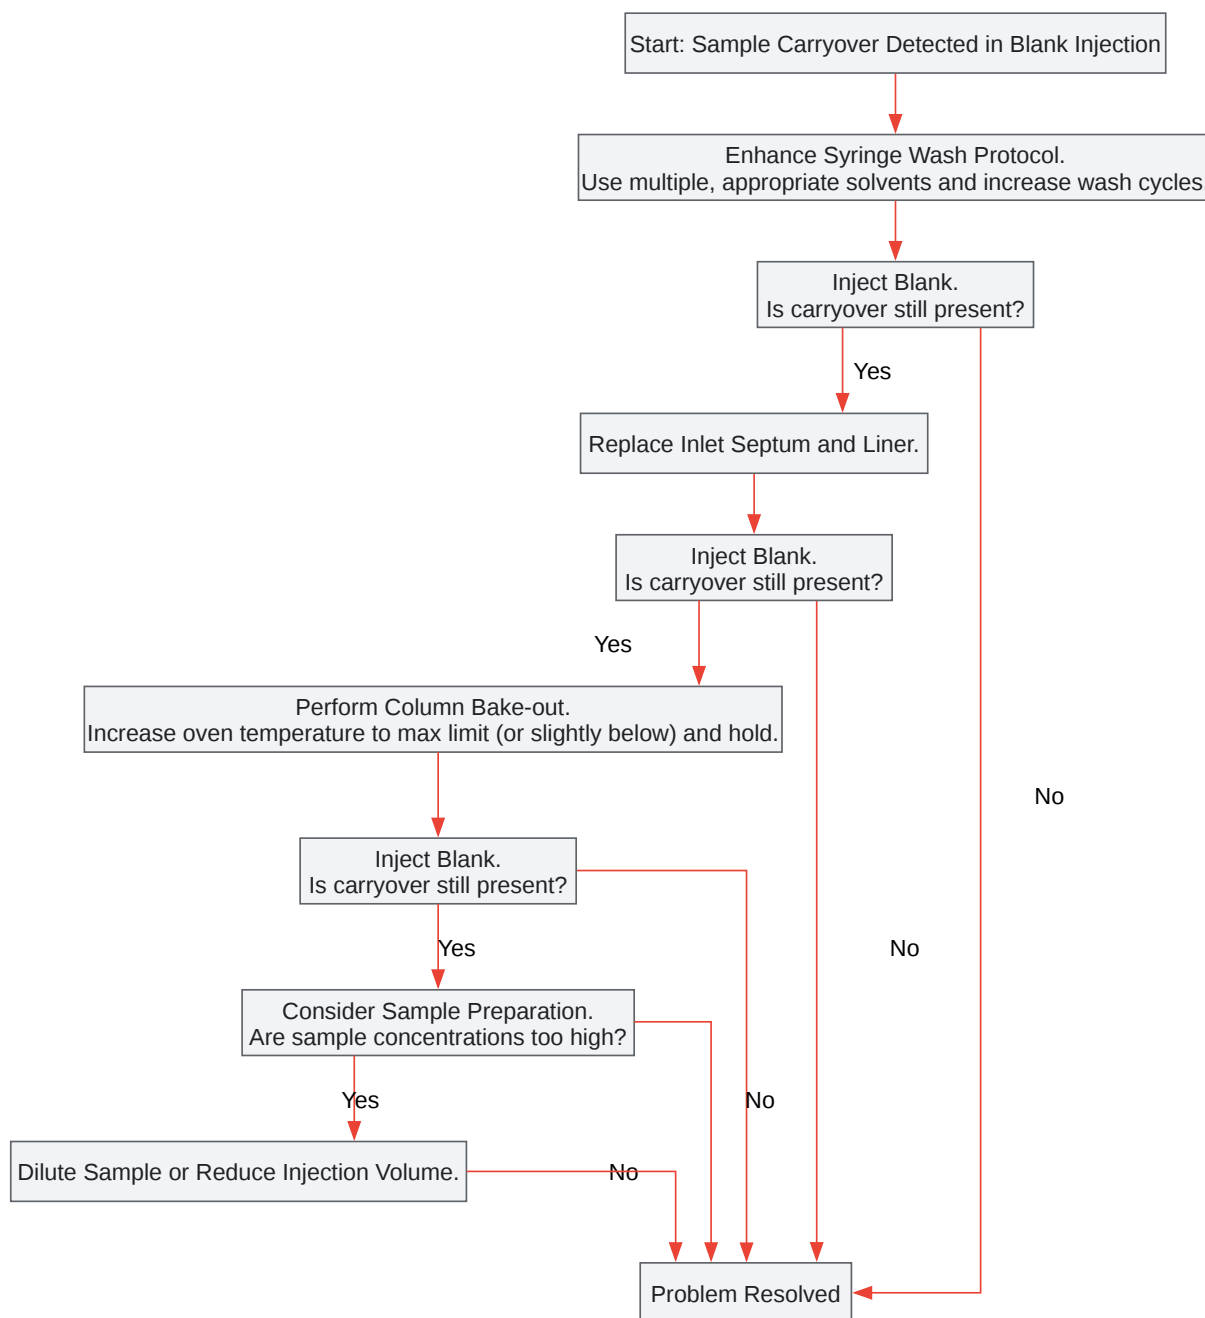 Start: Sample Carryover Detected in Blank Injection
Enhance Syringe Wash Protocol.
Use multiple, appropriate solvents and increase wash cycles.
Inject Blank.
Is carryover still present?
Yes
Replace Inlet Septum and Liner.
Inject Blank.
Is carryover still present?
Yes
Perform Column Bake-out.
Increase oven temperature to max limit (or slightly below) and hold.
No
Inject Blank.
Is carryover still present?
Yes
No
Consider Sample Preparation.
Are sample concentrations too high?
Yes
No
Dilute Sample or Reduce Injection Volume.
No
Problem Resolved